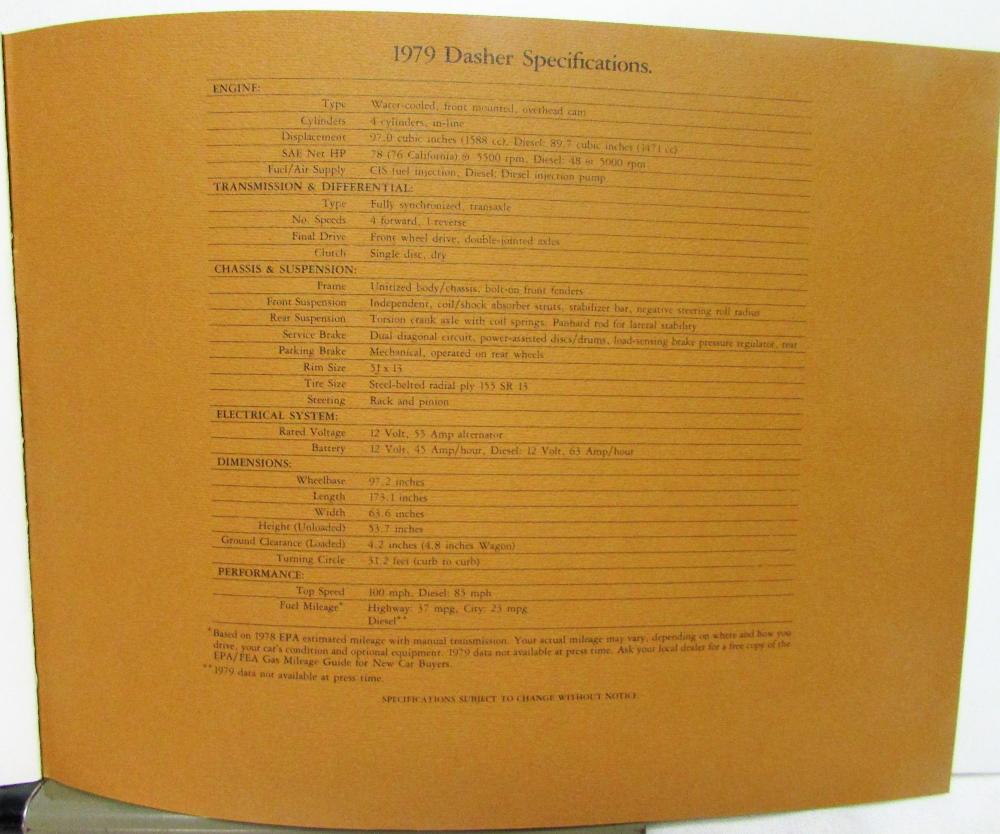 1979 Dasher Specifications.
ENGINE:
Type Water-cooled, front mounted, overhead cam
Cylinders 4 cylinders, in-line
Displacement 97.0 cubic inches (1588 cc), Diesel: 89.7 cubic inches (1471 cc)
SAE Net HP 78 (76 California) @ 5500 rpm, Diesel: 48 @ 5000 rpm
Fuel/Air Supply CIS fuel injection, Diesel: Diesel injection pump
TRANSMISSION & DIFFERENTIAL:
Type Fully synchronized, transaxle
No. Speeds 4 forward, 1 reverse
Final Drive Front wheel drive, double-jointed axles
Clutch Single disc, dry
CHASSIS & SUSPENSION:
Frame Unitized body/chassis, bolt-on front fenders
Front Suspension Independent, coil/shock absorber struts, stabilizer bar, negative steering roll radius
Rear Suspension Torsion crank axle with coil springs. Panhard rod for lateral stability
Service Brake Dual diagonal circuit, power-assisted discs/drums, load-sensing brake pressure regulator, rear
Parking Brake Mechanical, operated on rear wheels
Rim Size 5J x 13
Tire Size Steel-belted radial ply 155 SR 13
Steering Rack and pinion
ELECTRICAL SYSTEM:
Rated Voltage 12 Volt, 55 Amp alternator
Battery 12 Volt, 45 Amp/hour, Diesel: 12 Volt, 63 Amp/hour
DIMENSIONS:
Wheelbase 97.2 inches
Length 173.1 inches
Width 63.6 inches
Height (Unloaded) 53.7 inches
Ground Clearance (Loaded) 4.2 inches (4.8 inches Wagon)
Turning Circle 31.2 feet (curb to curb)
PERFORMANCE:
Top Speed 100 mph, Diesel: 83 mph
Fuel Mileage* Highway: 37 mpg, City: 23 mpg
Diesel**
*Based on 1978 EPA estimated mileage with manual transmission. Your actual mileage may vary, depending on where and how you
drive, your car's condition and optional equipment. 1979 data not available at press time. Ask your local dealer for a free copy of the
EPA/FEA Gas Mileage Guide for New Car Buyers.
**1979 data not available at press time.
SPECIFICATIONS SUBJECT TO CHANGE WITHOUT NOTICE.